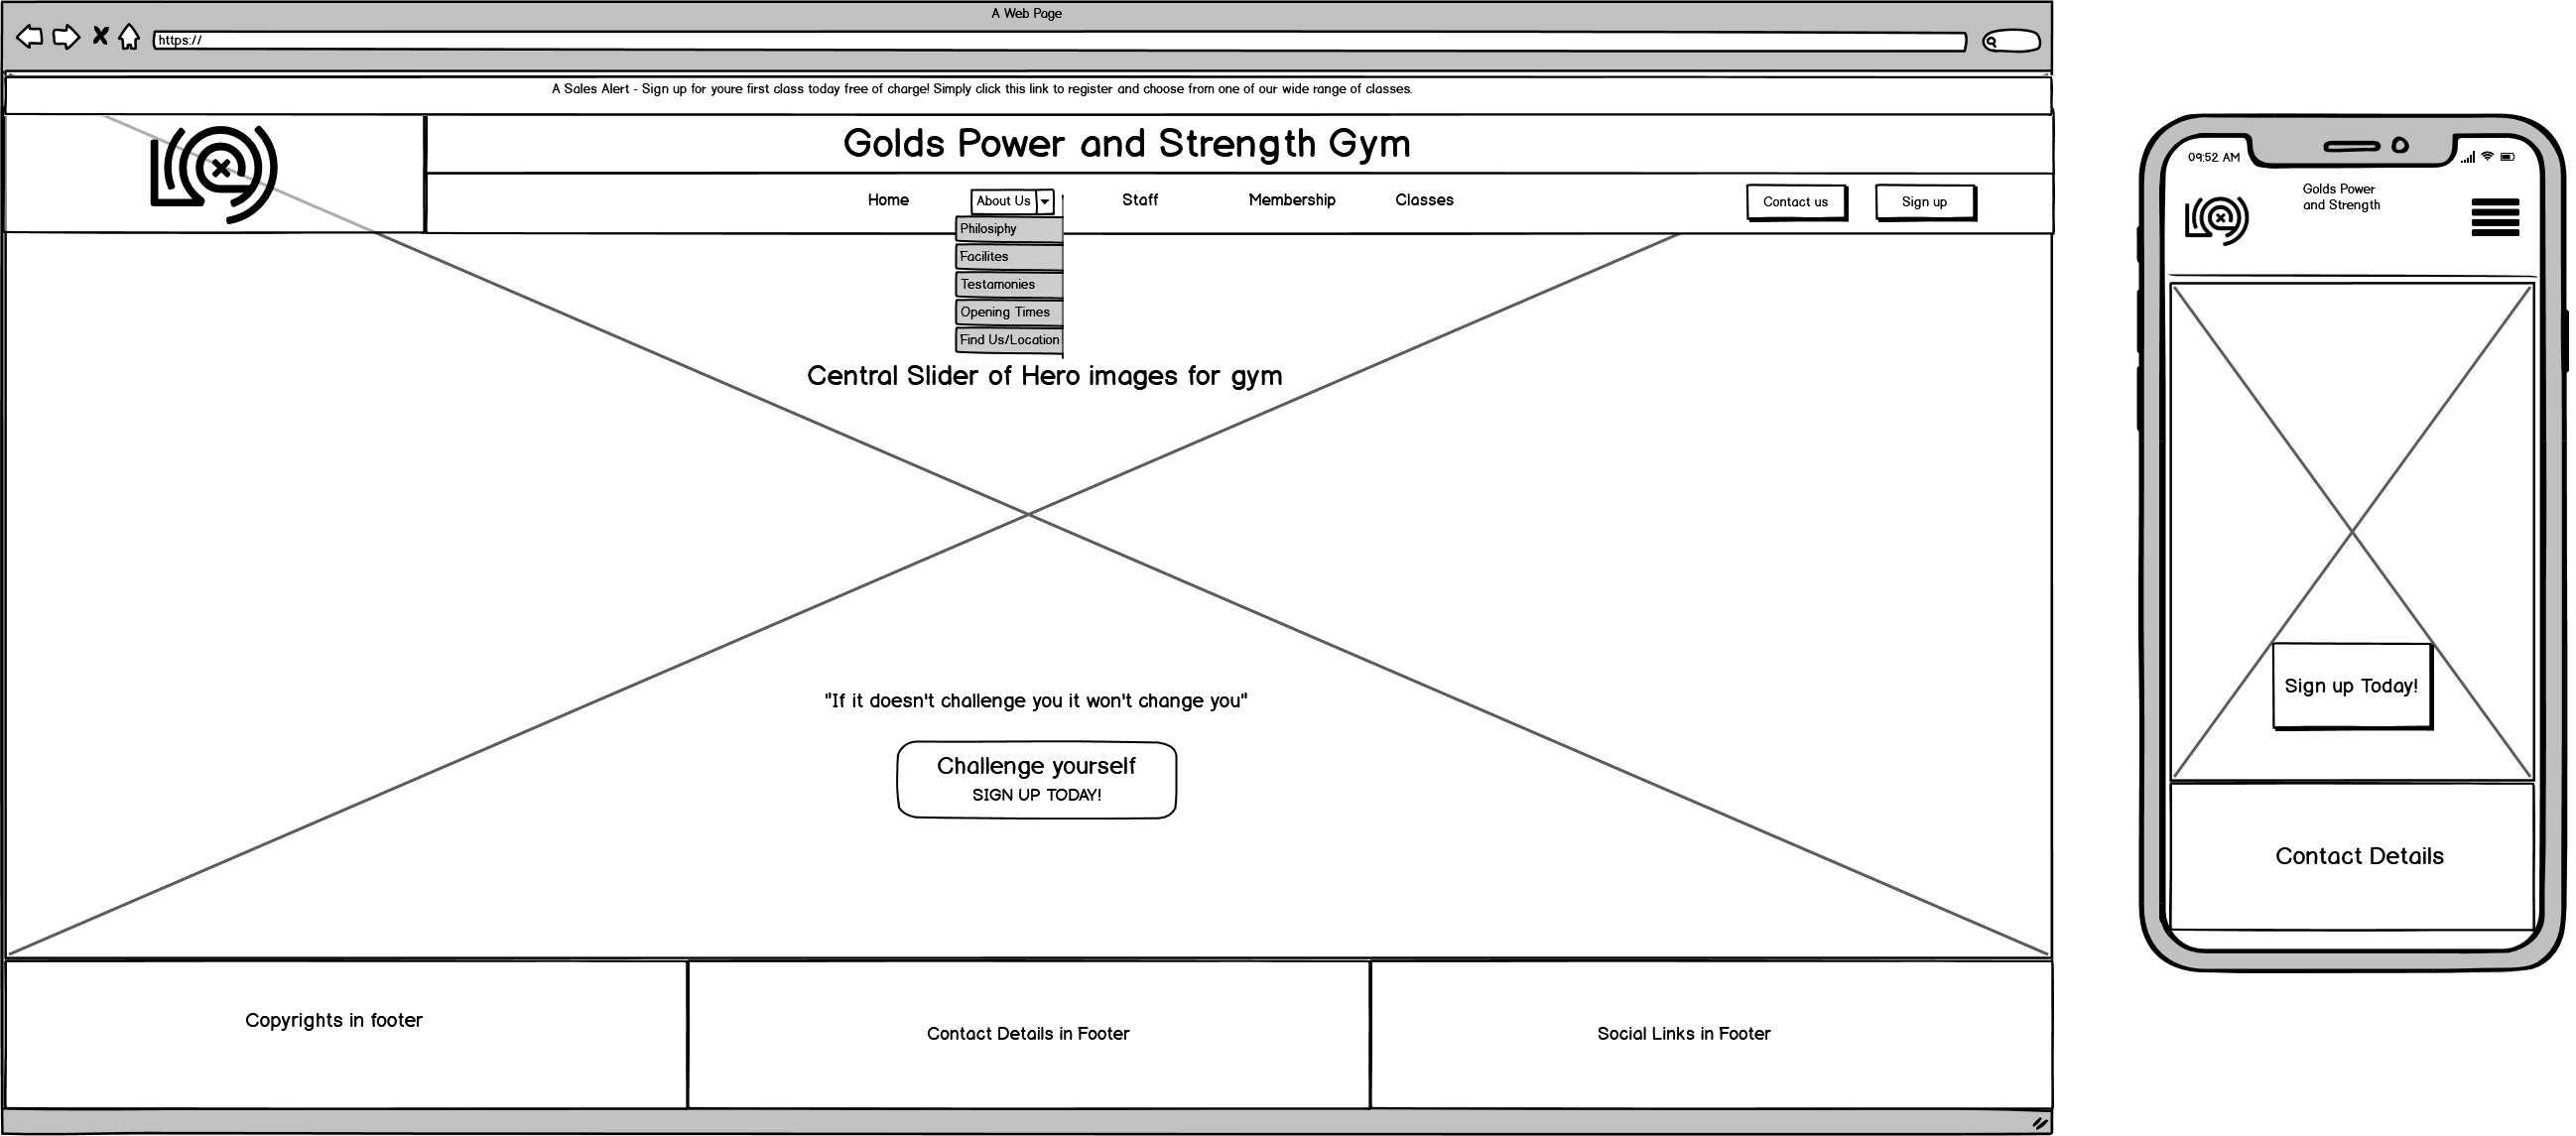 A Web Page
https://
A Sales Alert - Sign up for youre first class today free of charge! Simply click this link to register and choose from one of our wide range of classes.
Golds Power and Strength Gym
Home
About Us
Staff
Membership
Classes
Contact us
Sign up
Philosiphy
Facilites
Testamonies
Opening Times
Find Us/Location
Central Slider of Hero images for gym
"If it doesn't challenge you it won't change you"
Challenge yourself
SIGN UP TODAY!
Copyrights in footer
Contact Details in Footer
Social Links in Footer
09:52 AM
Golds Power
and Strength
Sign up Today!
Contact Details